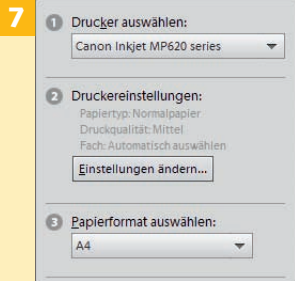 7
1 Drucker auswählen:
Canon Inkjet MP620 series
2 Druckereinstellungen:
Papiertyp: Normalpapier
Druckqualität: Mittel
Fach: Automatisch auswählen
Einstellungen ändern...
3 Papierformat auswählen:
A4